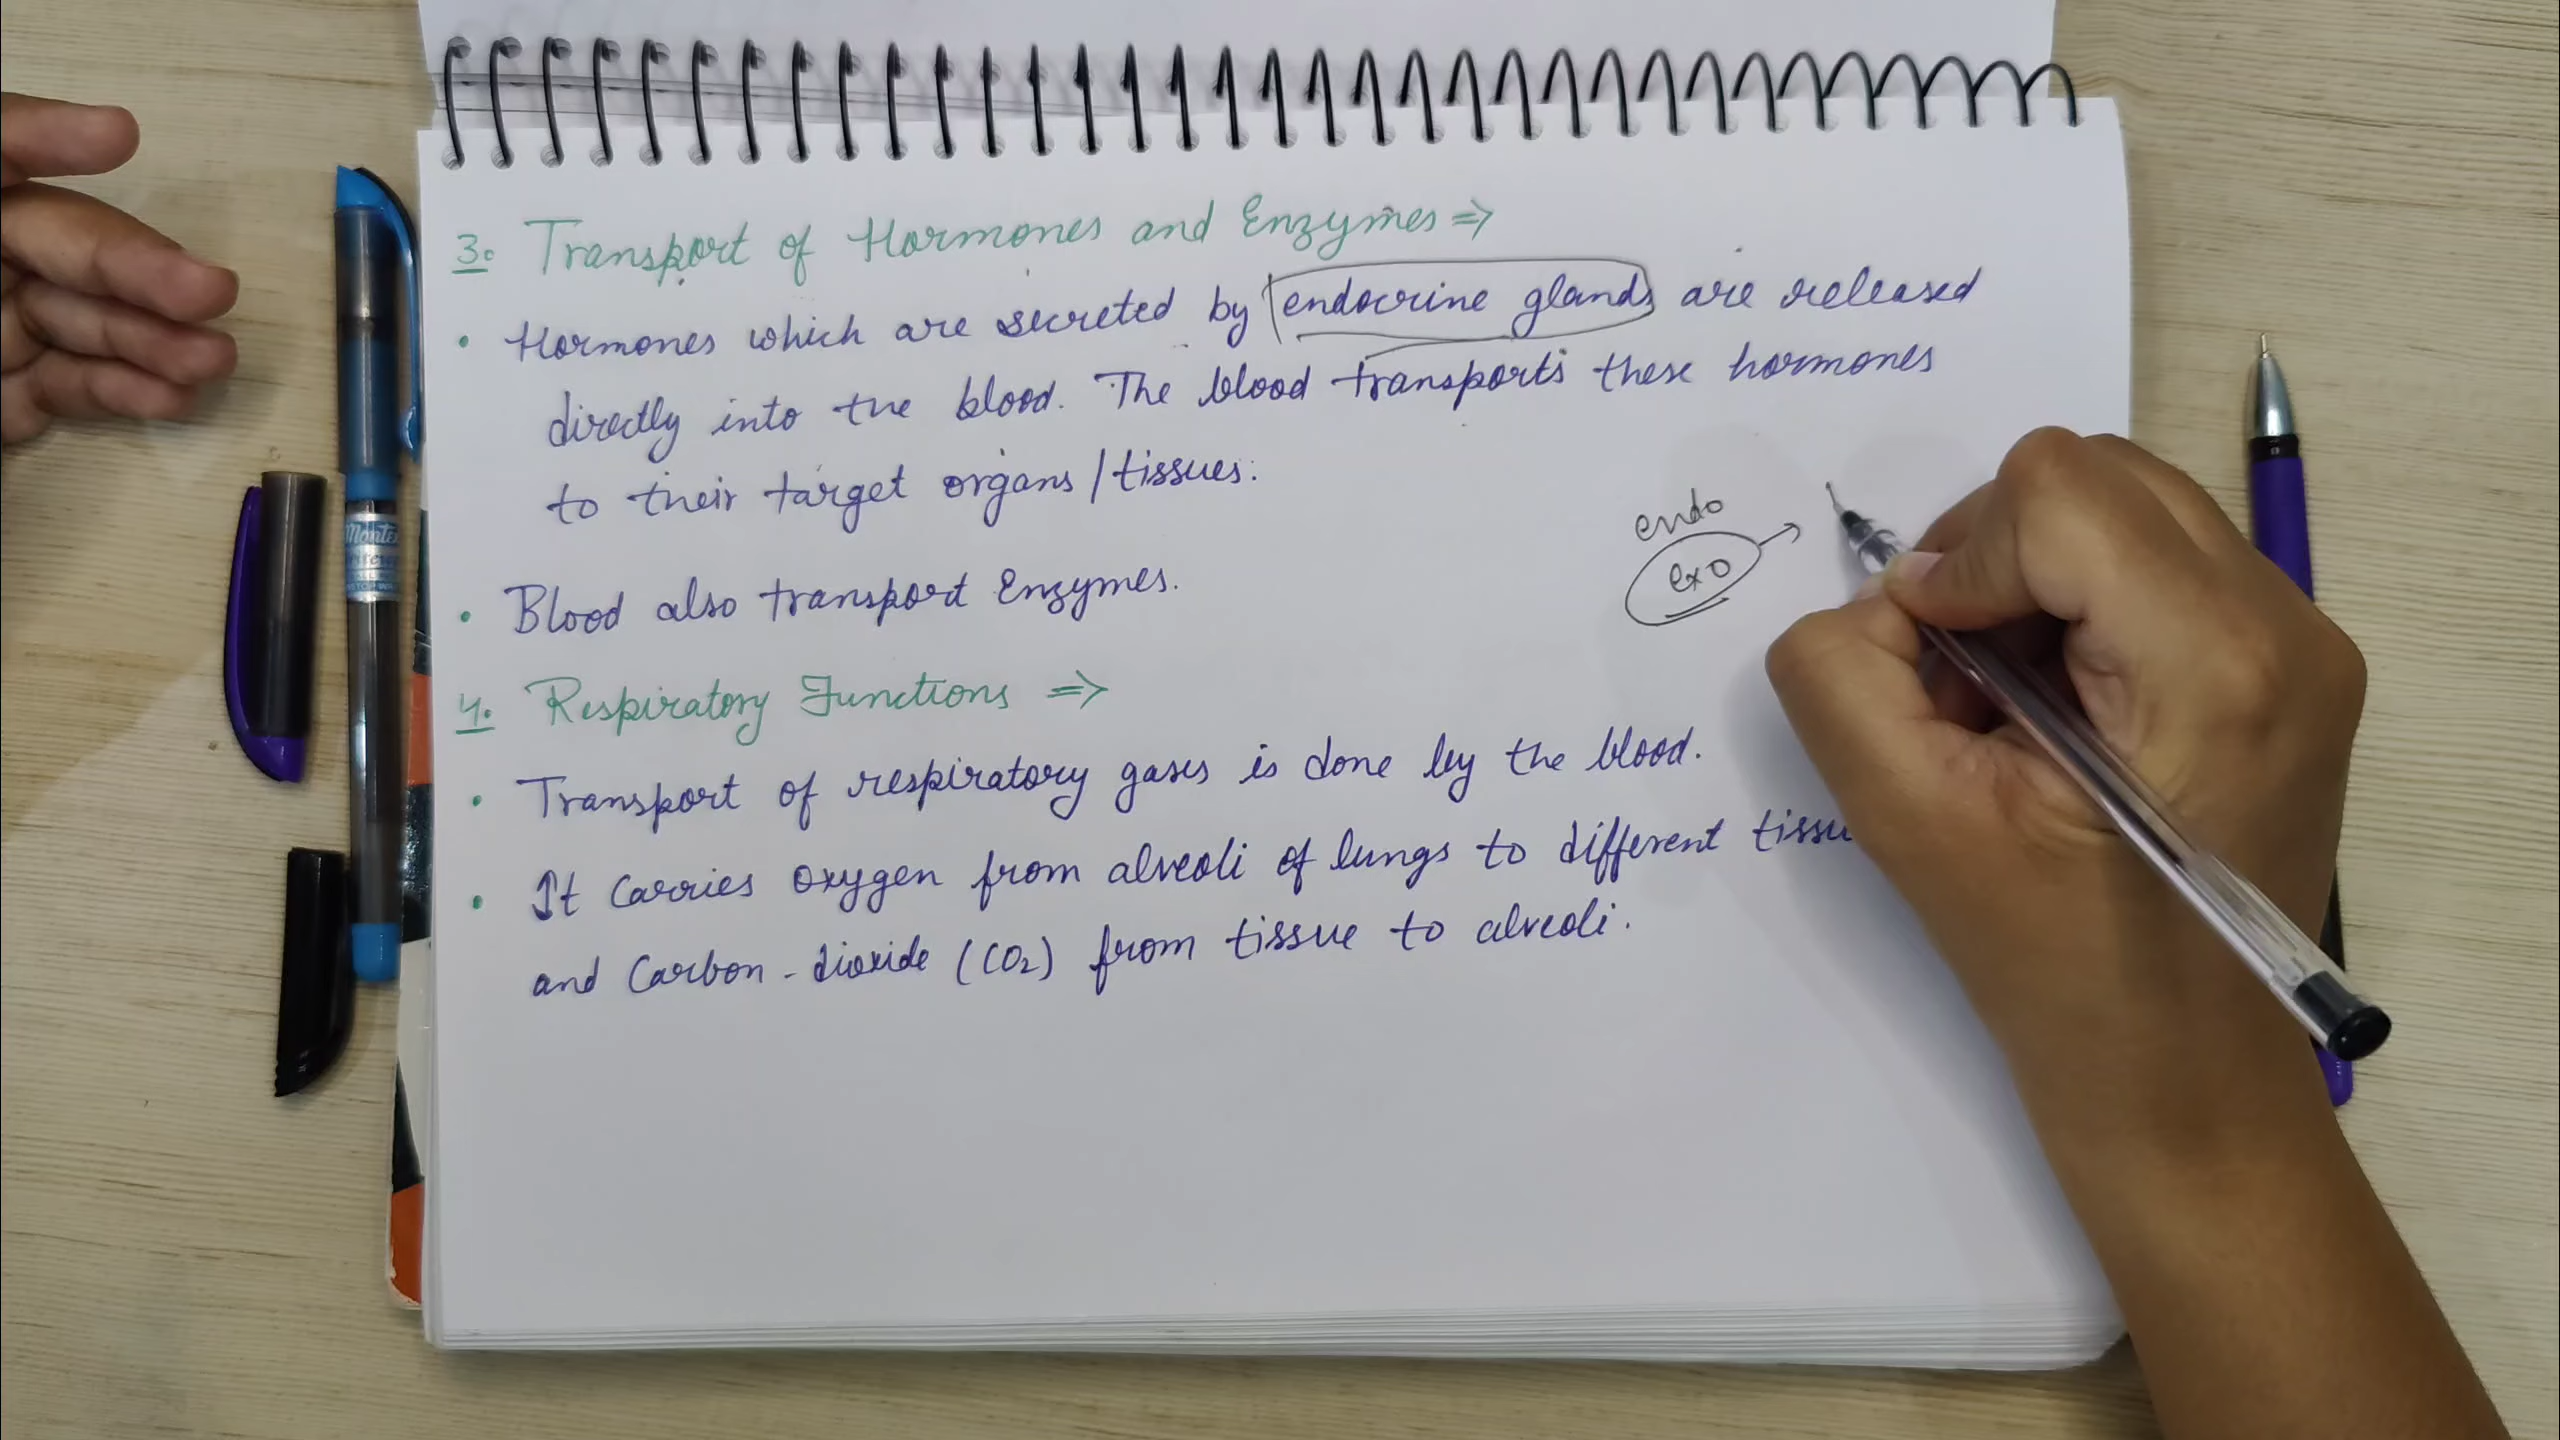 3. Transport of Hormones and Enzymes ⇒
• Hormones which are secreted by endocrine glands are released
directly into the blood. The blood transports these hormones
to their target organs/tissues.
endo
exo →
• Blood also transport Enzymes.
4. Respiratory Functions ⇒
• Transport of respiratory gases is done by the blood.
• It carries oxygen from alveoli of lungs to different tissu
and Carbon-dioxide (CO₂) from tissue to alveoli.
Montex